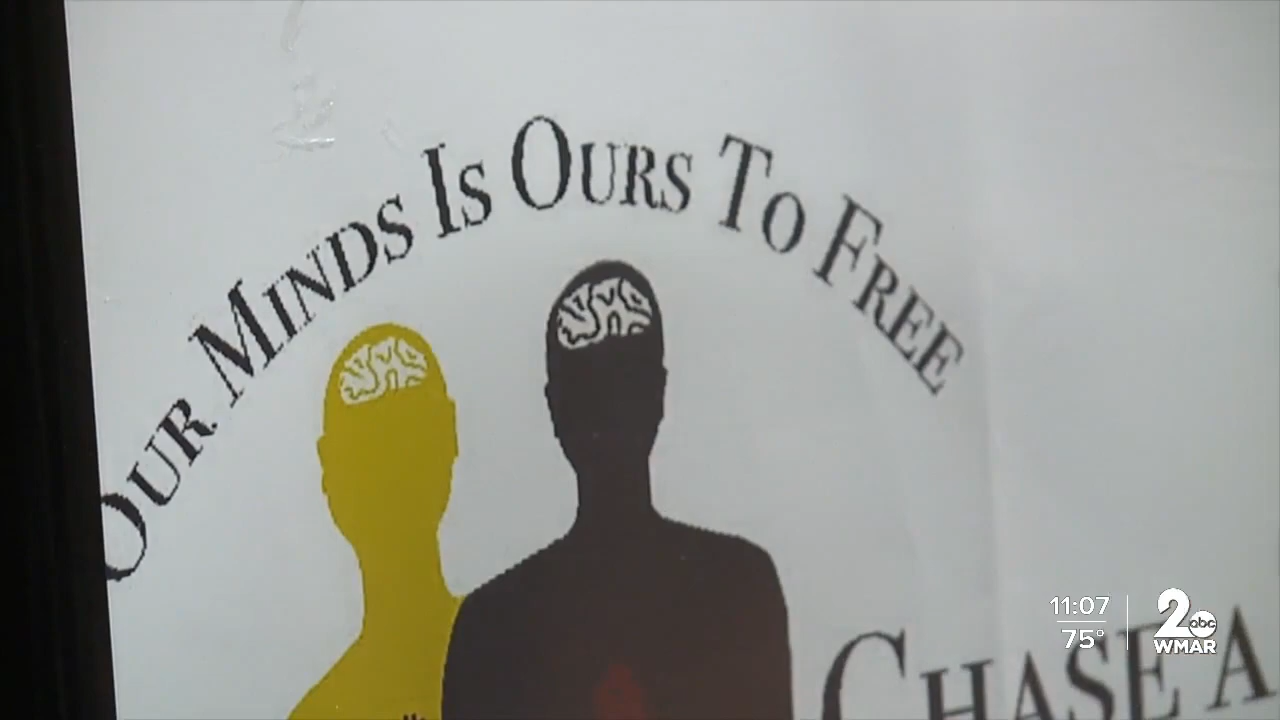 OUR MINDS IS OURS TO FREE
CHASE A
11:07
75°
2 abc
WMAR